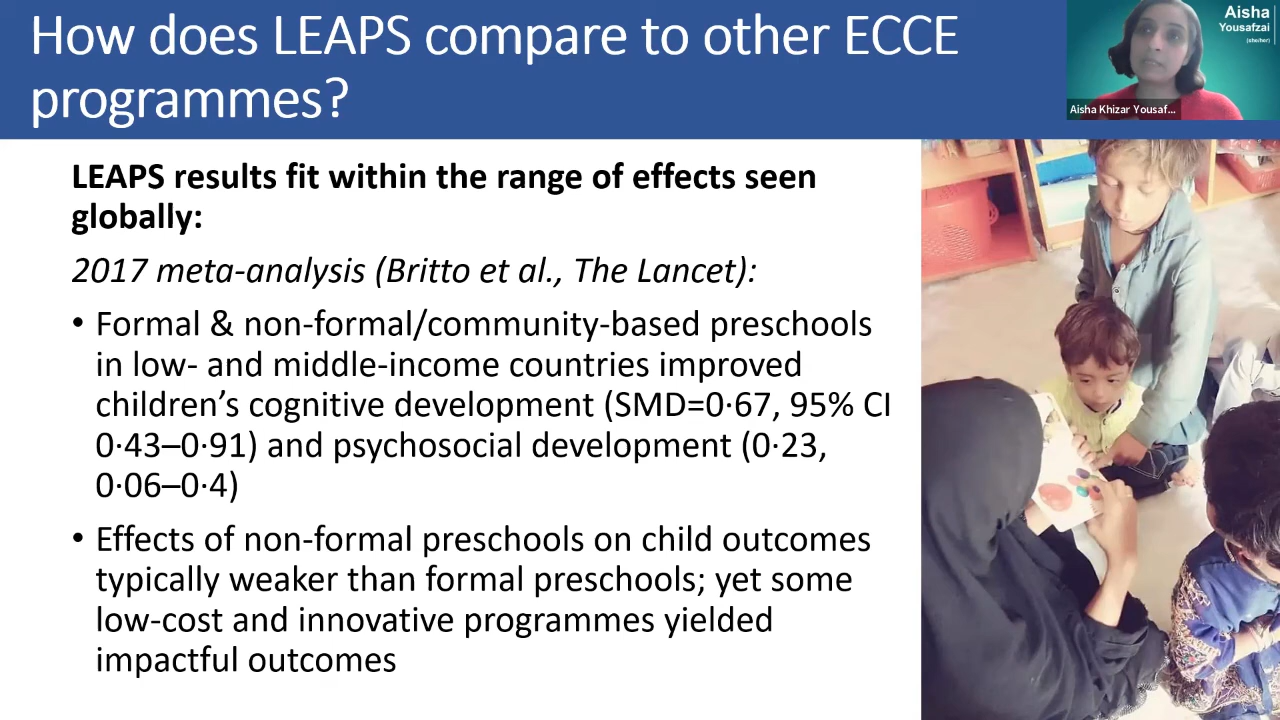 How does LEAPS compare to other ECCE
programmes?
Aisha
Yousafzai
(she/her)
Aisha Khizar Yousaf...
LEAPS results fit within the range of effects seen
globally:
2017 meta-analysis (Britto et al., The Lancet):
• Formal & non-formal/community-based preschools
in low- and middle-income countries improved
children’s cognitive development (SMD=0·67, 95% CI
0·43–0·91) and psychosocial development (0·23,
0·06–0·4)
• Effects of non-formal preschools on child outcomes
typically weaker than formal preschools; yet some
low-cost and innovative programmes yielded
impactful outcomes